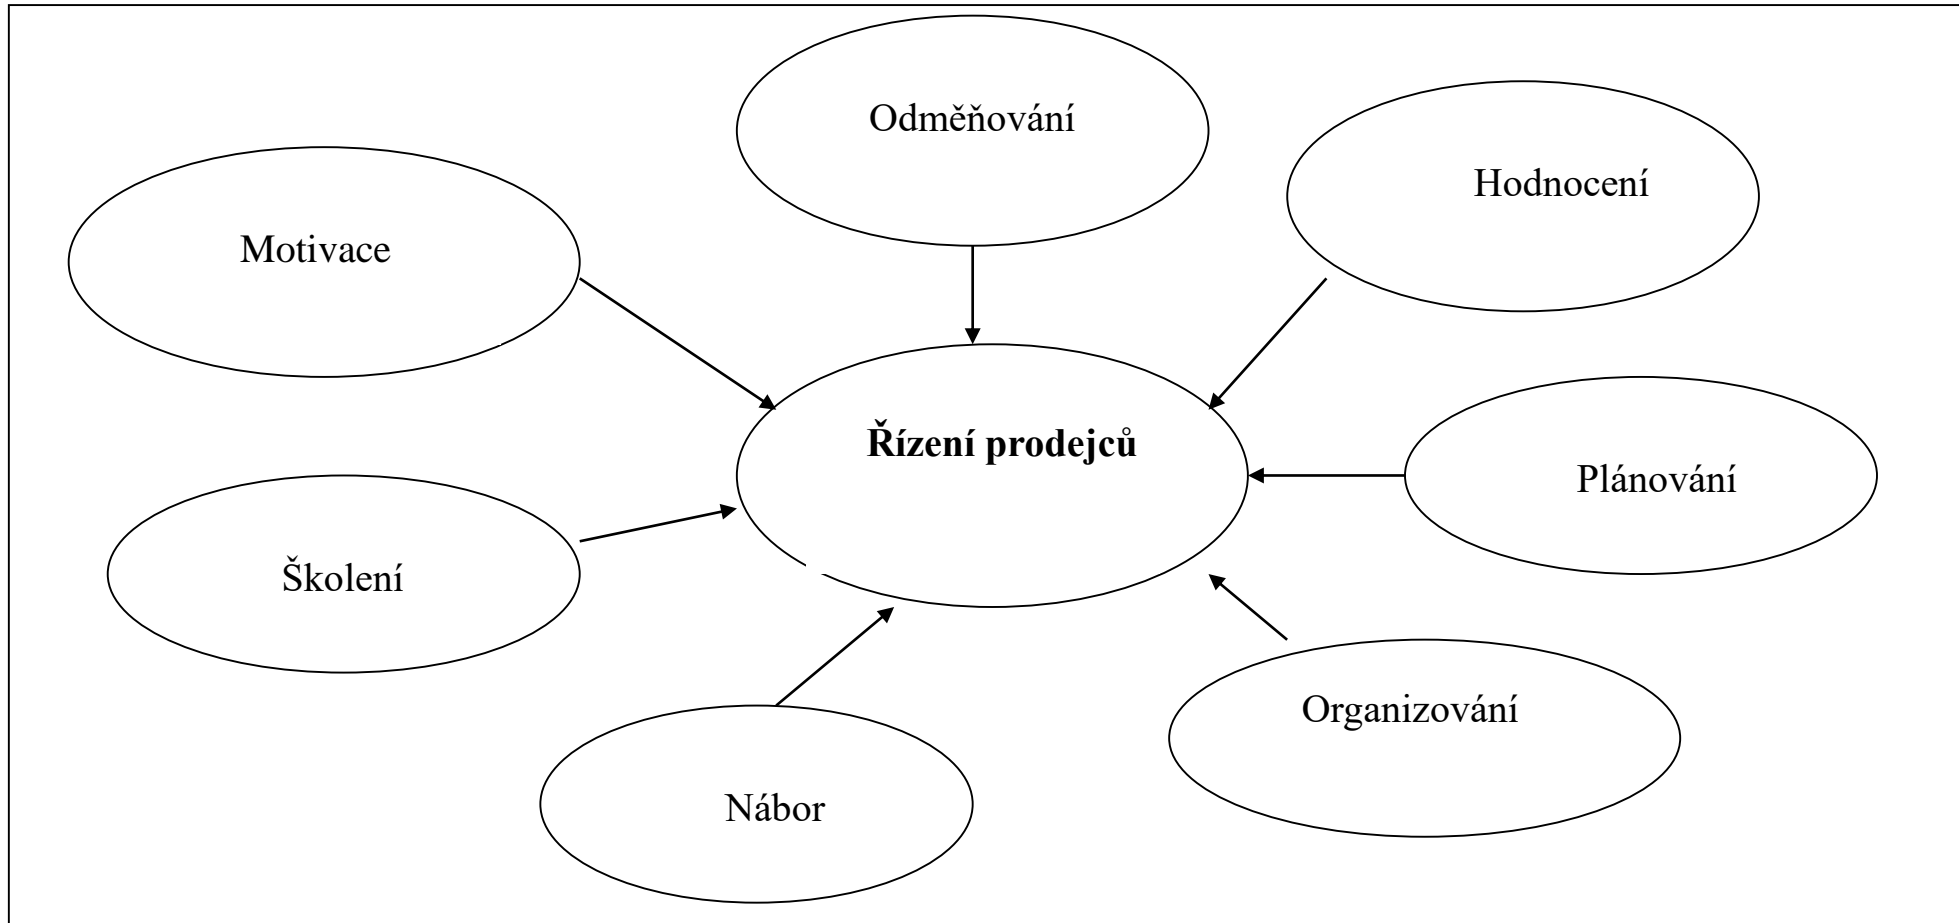 Odměňování
Hodnocení
Motivace
Řízení prodejců
Plánování
Školení
Organizování
Nábor